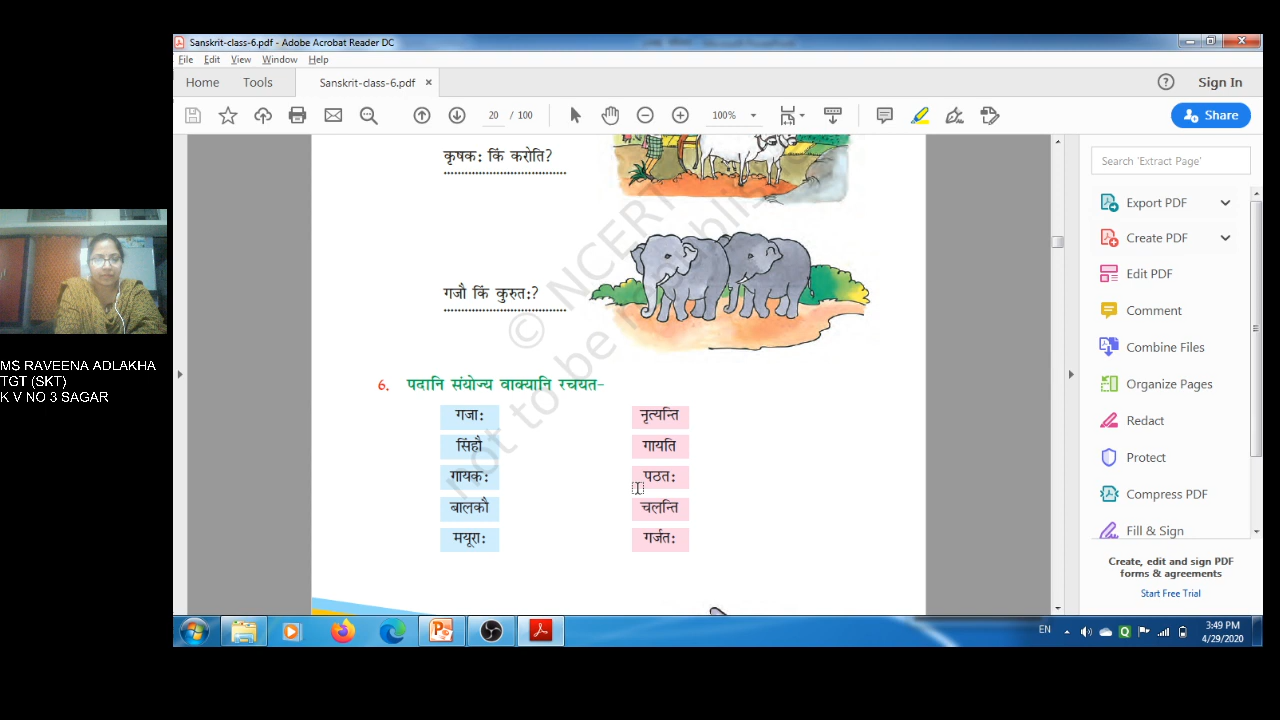 Sanskrit-class-6.pdf - Adobe Acrobat Reader DC
File Edit View Window Help
Home Tools Sanskrit-class-6.pdf × Sign In
20 / 100 100% Share
कृषकः किं करोति?
गजौ किं कुरुतः?
© NCERT
not to be
6. पदानि संयोज्य वाक्यानि रचयत-
गजाः नृत्यन्ति
सिंहौ गायति
गायकः पठतः
बालकौ चलन्ति
मयूराः गर्जतः
Search 'Extract Page'
Export PDF
Create PDF
Edit PDF
Comment
Combine Files
Organize Pages
Redact
Protect
Compress PDF
Fill & Sign
Create, edit and sign PDF
forms & agreements
Start Free Trial
MS RAVEENA ADLAKHA
TGT (SKT)
K V NO 3 SAGAR
EN 3:49 PM
4/29/2020